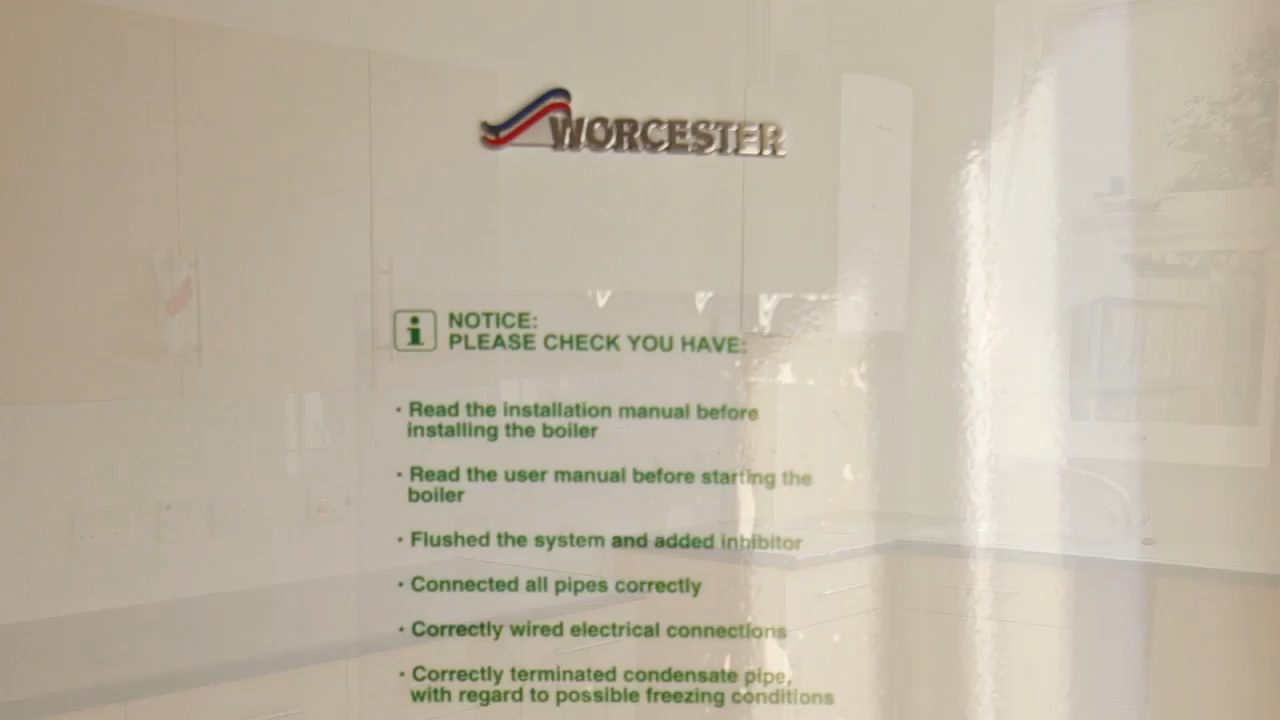 WORCESTER
i NOTICE:
PLEASE CHECK YOU HAVE:
· Read the installation manual before
installing the boiler
· Read the user manual before starting the
boiler
· Flushed the system and added inhibitor
· Connected all pipes correctly
· Correctly wired electrical connections
· Correctly terminated condensate pipe,
with regard to possible freezing conditions